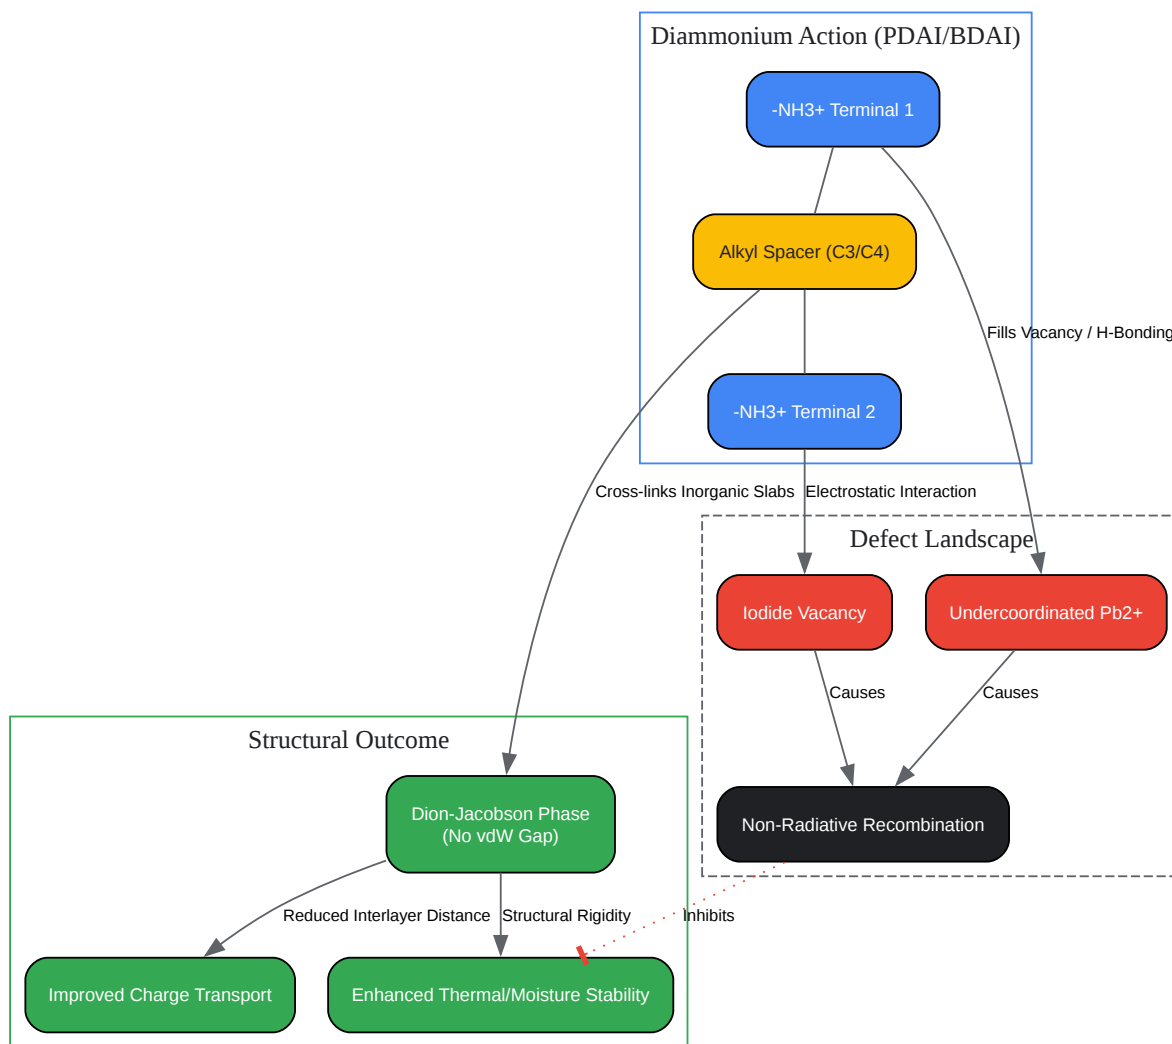 Diammonium Action (PDAI/BDAI)
-NH3+ Terminal 1
Alkyl Spacer (C3/C4)
Fills Vacancy / H-Bonding
-NH3+ Terminal 2
Cross-links Inorganic Slabs
Electrostatic Interaction
Defect Landscape
Iodide Vacancy
Undercoordinated Pb2+
Causes
Causes
Structural Outcome
Dion-Jacobson Phase
(No vdW Gap)
Non-Radiative Recombination
Reduced Interlayer Distance
Structural Rigidity
Inhibits
Improved Charge Transport
Enhanced Thermal/Moisture Stability